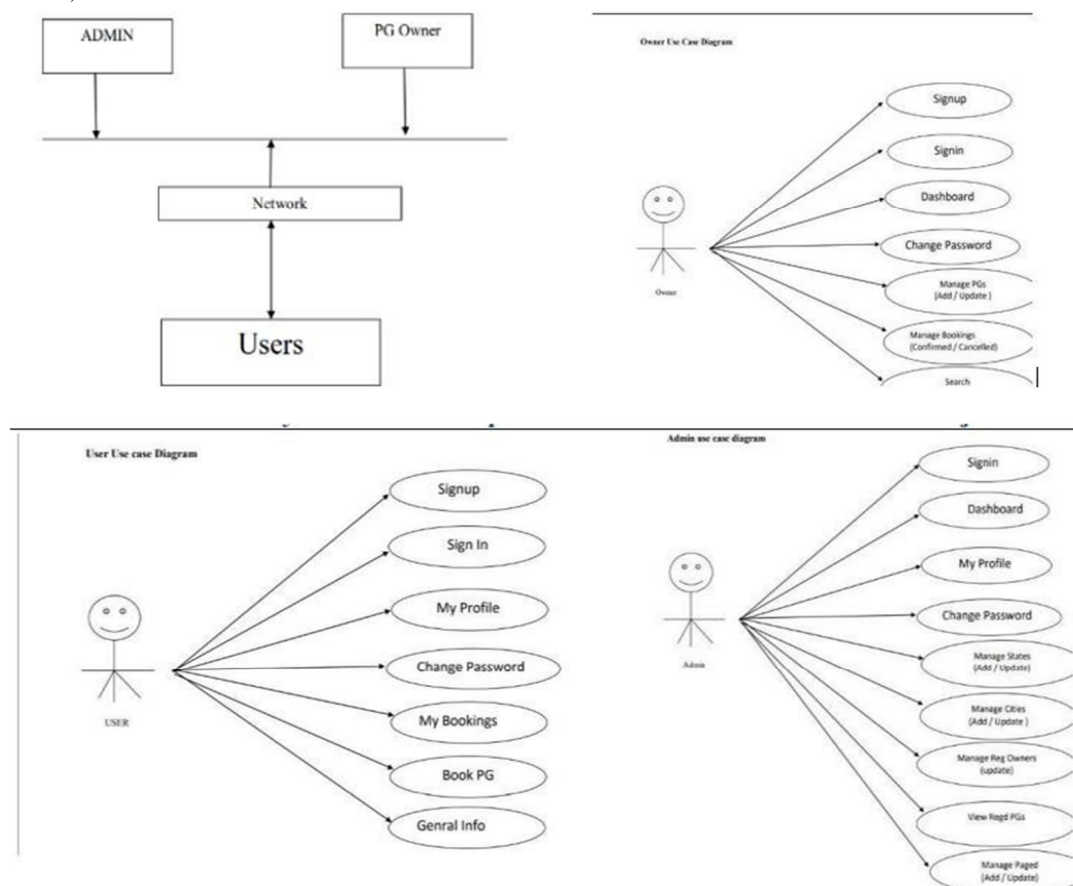 ADMIN
PG Owner
Network
Users
Owner Use Case Diagram
Signup
Signin
Dashboard
Change Password
Manage PGs
(Add / Update )
Manage Bookings
(Confirmed / Cancelled)
Search
Owner
User Use case Diagram
Signup
Sign In
My Profile
Change Password
My Bookings
Book PG
Genral Info
USER
Admin use case diagram
Signin
Dashboard
My Profile
Change Password
Manage States
(Add / Update)
Manage Cities
(Add / Update )
Manage Reg Owners
(update)
View Regd PGs
Manage Paged
(Add / Update)
Admin